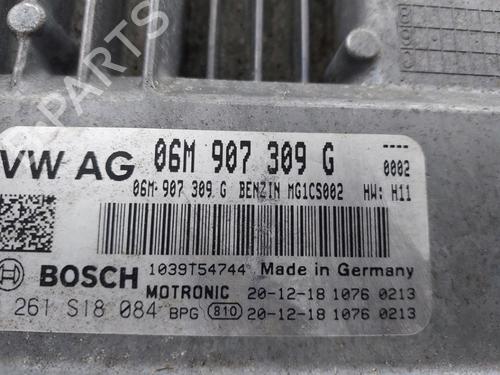 PARTS
VW AG 06M 907 309 G 0002
06M 907 309 G BENZIN MG1CS002 HW: H11
BOSCH 1039T54744 Made in Germany
MOTRONIC 20-12-18 1076 0213
261 S18 084 BPG 810 20-12-18 1076 0213